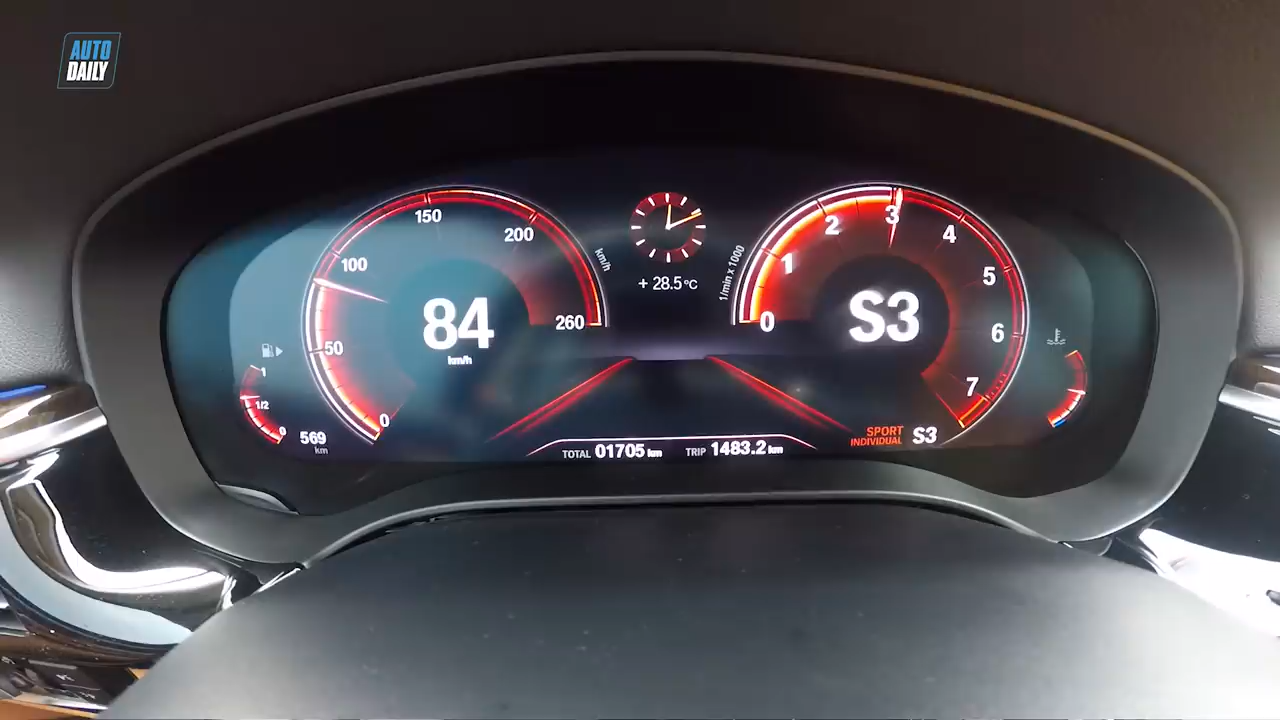 AUTO
DAILY
150
200
100
50
0
260
km/h
84
km/h
+ 28.5°C
1/min x 1000
0
1
2
3
4
5
6
7
S3
1
1/2
0
569
km
TOTAL 01705 km TRIP 1483.2 km
SPORT
INDIVIDUAL S3